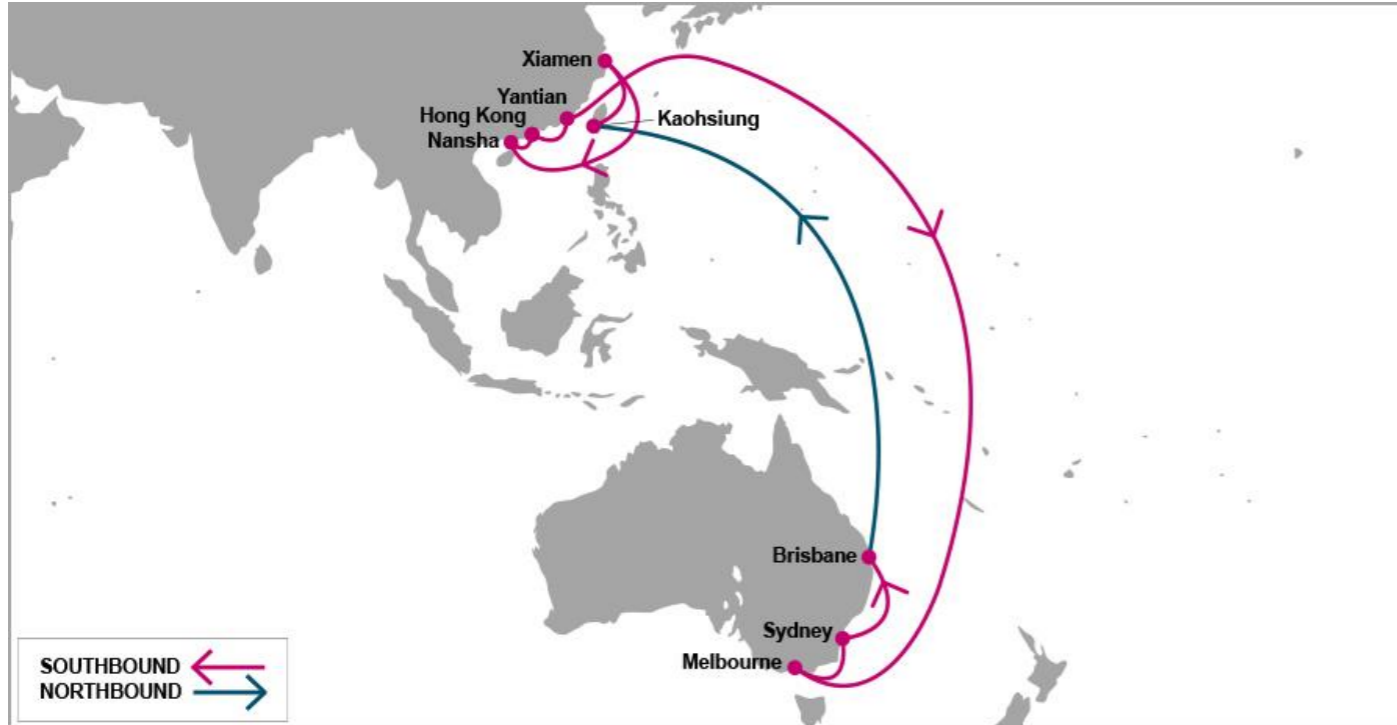 Xiamen
Yantian
Hong Kong
Kaohsiung
Nansha
Brisbane
Sydney
Melbourne
SOUTHBOUND
NORTHBOUND